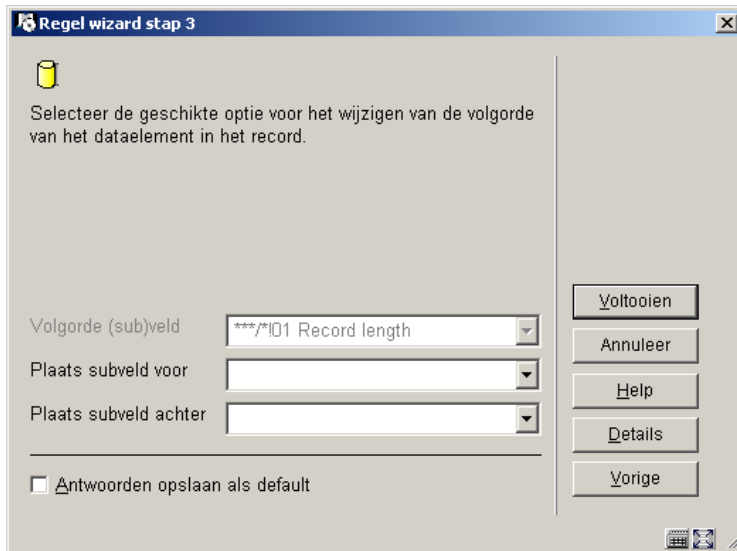 Regel wizard stap 3
Selecteer de geschikte optie voor het wijzigen van de volgorde
van het dataelement in het record.
Volgorde (sub)veld
***/*!01 Record length
Plaats subveld voor
Plaats subveld achter
Antwoorden opslaan als default
Voltooien
Annuleer
Help
Details
Vorige